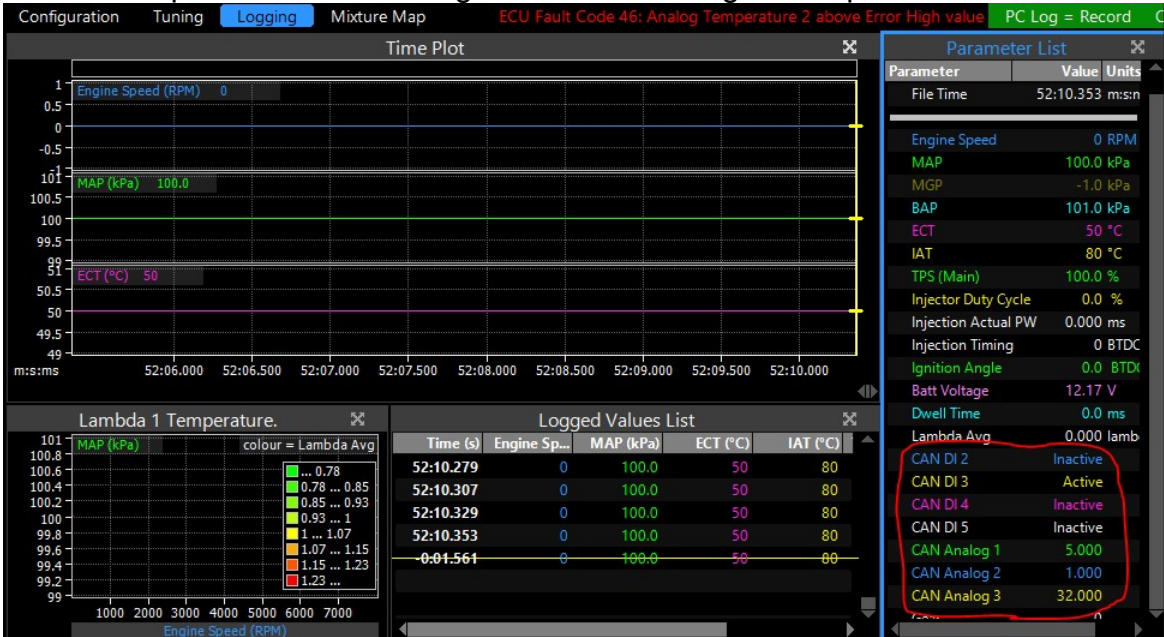 Configuration Tuning Logging Mixture Map ECU Fault Code 46: Analog Temperature 2 above Error High value PC Log = Record
Time Plot
Engine Speed (RPM) 0
1
0.5
0
-0.5
-1
MAP (kPa) 100.0
101
100.5
100
99.5
99
ECT (°C) 50
51
50.5
50
49.5
49
m:s:ms 52:06.000 52:06.500 52:07.000 52:07.500 52:08.000 52:08.500 52:09.000 52:09.500 52:10.000
Lambda 1 Temperature.
MAP (kPa) colour = Lambda Avg
101
100.8
100.6
100.4
100.2
100
99.8
99.6
99.4
99.2
99
... 0.78
0.78 ... 0.85
0.85 ... 0.93
0.93 ... 1
1 ... 1.07
1.07 ... 1.15
1.15 ... 1.23
1.23 ...
1000 2000 3000 4000 5000 6000 7000
Engine Speed (RPM)
Logged Values List
Time (s) Engine Sp... MAP (kPa) ECT (°C) IAT (°C)
52:10.279 0 100.0 50 80
52:10.307 0 100.0 50 80
52:10.329 0 100.0 50 80
52:10.353 0 100.0 50 80
-0:01.561 0 100.0 50 80
Parameter List
Parameter Value Units
File Time 52:10.353 m:s:n
Engine Speed 0 RPM
MAP 100.0 kPa
MGP -1.0 kPa
BAP 101.0 kPa
ECT 50 °C
IAT 80 °C
TPS (Main) 100.0 %
Injector Duty Cycle 0.0 %
Injection Actual PW 0.000 ms
Injection Timing 0 BTDC
Ignition Angle 0.0 BTD
Batt Voltage 12.17 V
Dwell Time 0.0 ms
Lambda Avg 0.000 lamb
CAN DI 2 Inactive
CAN DI 3 Active
CAN DI 4 Inactive
CAN DI 5 Inactive
CAN Analog 1 5.000
CAN Analog 2 1.000
CAN Analog 3 32.000